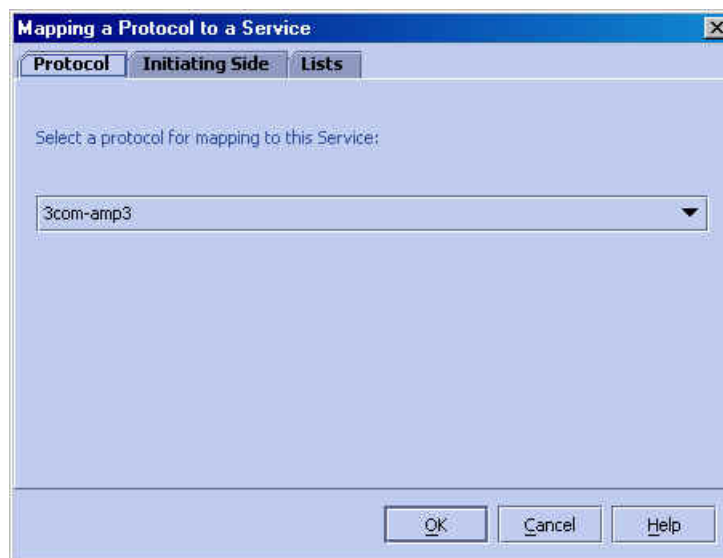 Mapping a Protocol to a Service
Protocol Initiating Side Lists
Select a protocol for mapping to this Service:
3com-amp3
OK Cancel Help